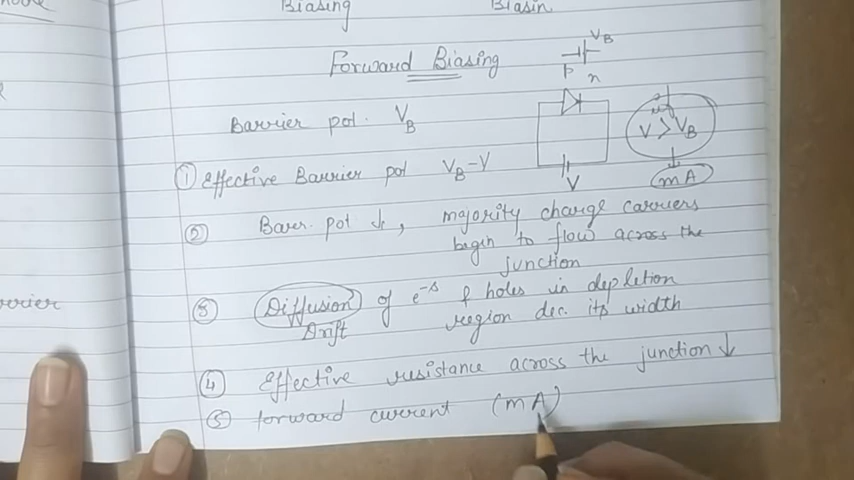 Biasing Biasin
Forward Biasing
VB
p n
Barrier pot. VB
V > VB
① Effective Barrier pot VB-V
V
mA
② Barr. pot ↓, majority charge carriers
begin to flow across the
junction
③ Diffusion of e-s & holes in depletion
Drift region dec. its width
④ Effective resistance across the junction ↓
⑤ forward current (mA)